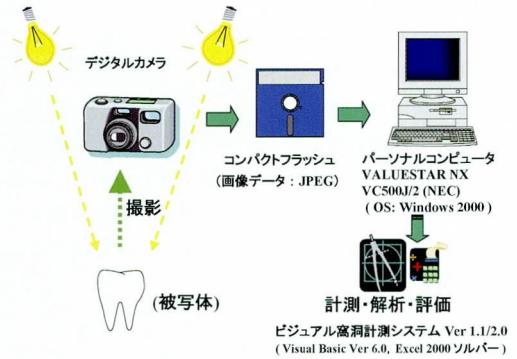 デジタルカメラ
コンパクトフラッシュ
(画像データ：JPEG)
パーソナルコンピュータ
VALUESTAR NX
VC500J/2 (NEC)
( OS: Windows 2000 )
撮影
(被写体)
計測・解析・評価
ビジュアル窩洞計測システム Ver 1.1/2.0
( Visual Basic Ver 6.0, Excel 2000 ソルバー )